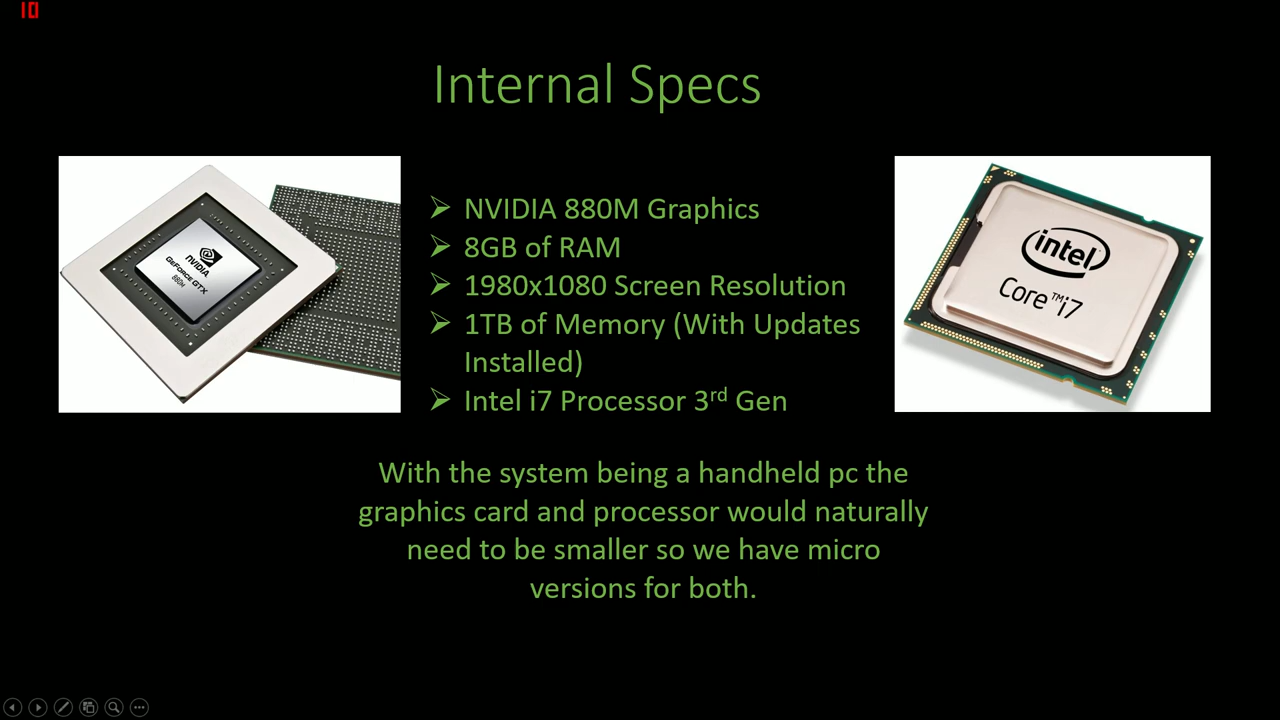 10
Internal Specs
NVIDIA
GEFORCE GTX
880M
NVIDIA 880M Graphics
8GB of RAM
1980x1080 Screen Resolution
1TB of Memory (With Updates
Installed)
Intel i7 Processor 3rd Gen
intel
Core™i7
With the system being a handheld pc the
graphics card and processor would naturally
need to be smaller so we have micro
versions for both.